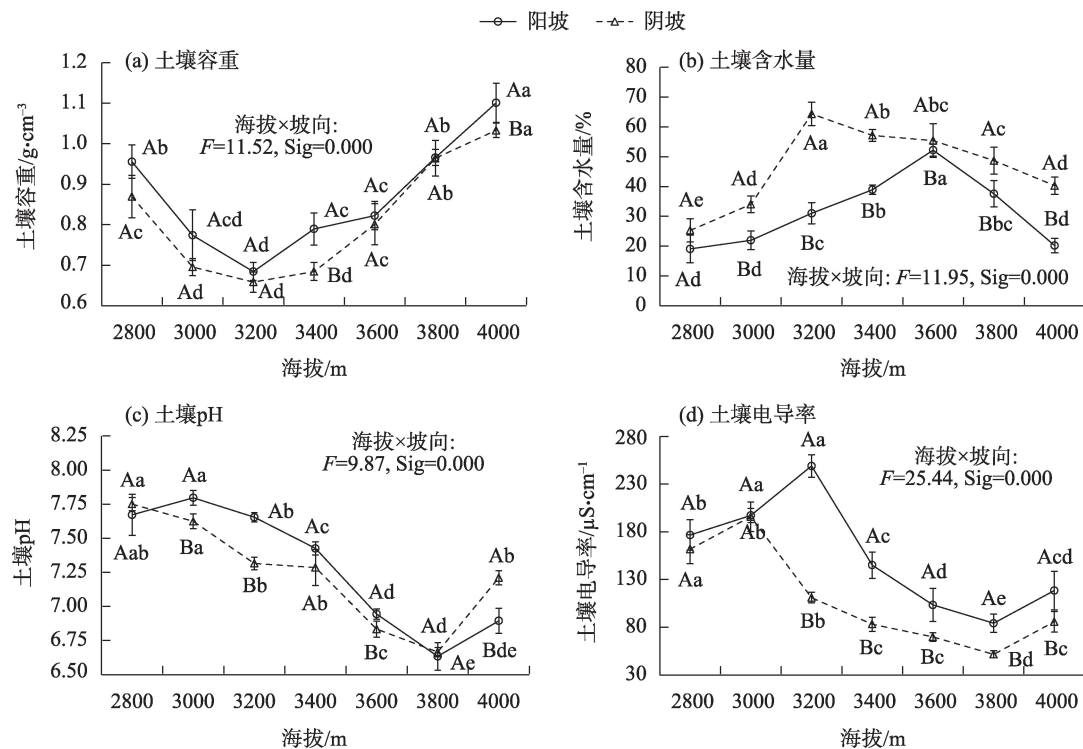 阳坡 阴坡
(a) 土壤容重
海拔×坡向:
F=11.52, Sig=0.000
土壤容重/g·cm⁻³
1.2
1.1
1.0
0.9
0.8
0.7
0.6
Ab
Acd
Ad
Ac
Ac
Ab
Aa
Ac
Ad
Ad
Bd
Ac
Ab
Ba
2800 3000 3200 3400 3600 3800 4000
海拔/m
(b) 土壤含水量
土壤含水量/%
80
70
60
50
40
30
20
10
0
Ae
Ad
Aa
Ab
Abc
Ac
Ad
Ad
Bd
Bc
Bb
Ba
Bbc
Bd
海拔×坡向: F=11.95, Sig=0.000
2800 3000 3200 3400 3600 3800 4000
海拔/m
(c) 土壤pH
海拔×坡向:
F=9.87, Sig=0.000
土壤pH
8.25
8.00
7.75
7.50
7.25
7.00
6.75
6.50
Aa
Aa
Ab
Ac
Ad
Ad
Ab
Aab
Ba
Bb
Ab
Bc
Ae
Bde
2800 3000 3200 3400 3600 3800 4000
海拔/m
(d) 土壤电导率
海拔×坡向:
F=25.44, Sig=0.000
土壤电导率/μS·cm⁻¹
280
230
180
130
80
30
Ab
Aa
Aa
Ac
Ad
Ae
Acd
Aa
Ab
Bb
Bc
Bc
Bd
Bc
2800 3000 3200 3400 3600 3800 4000
海拔/m